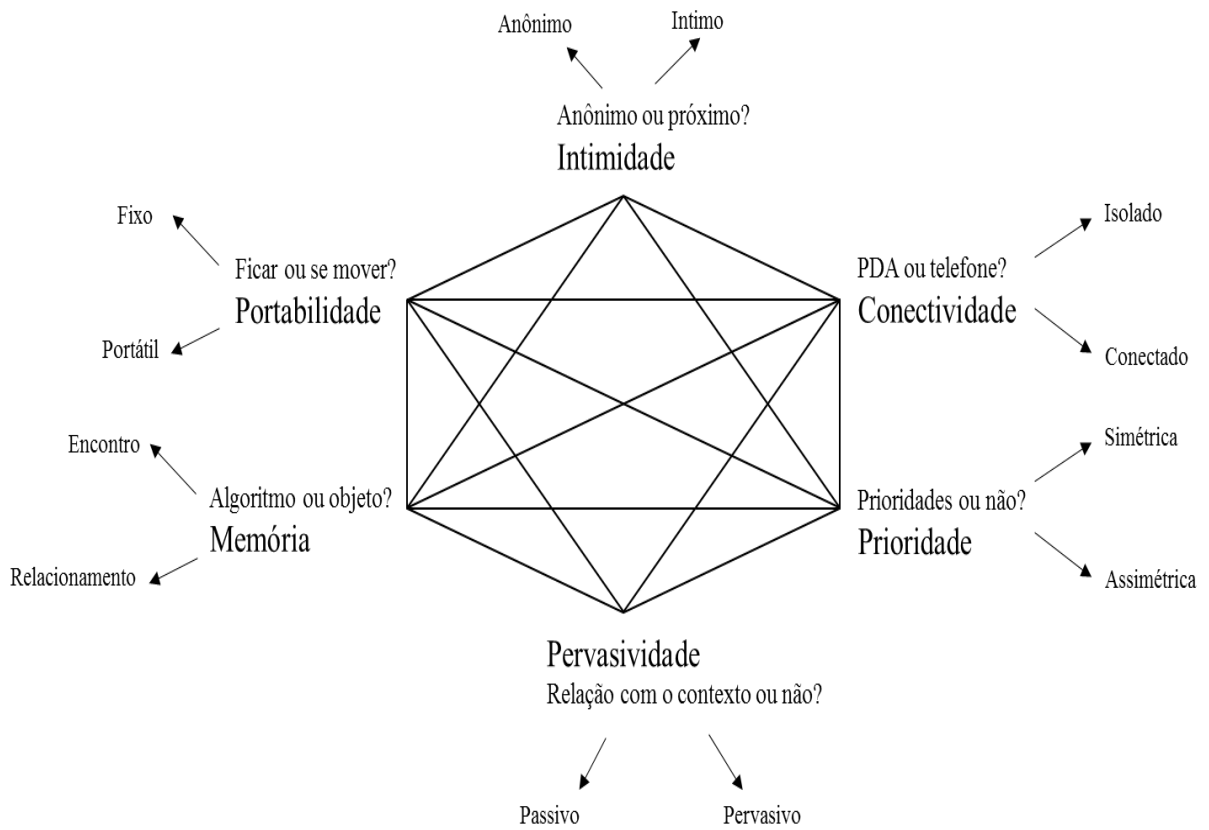 Anônimo
Intimo
Anônimo ou próximo?
Intimidade
Fixo
Ficar ou se mover?
Portabilidade
Portátil
Isolado
PDA ou telefone?
Conectividade
Conectado
Encontro
Algoritmo ou objeto?
Memória
Relacionamento
Simétrica
Prioridades ou não?
Prioridade
Assimétrica
Pervasividade
Relação com o contexto ou não?
Passivo
Pervasivo